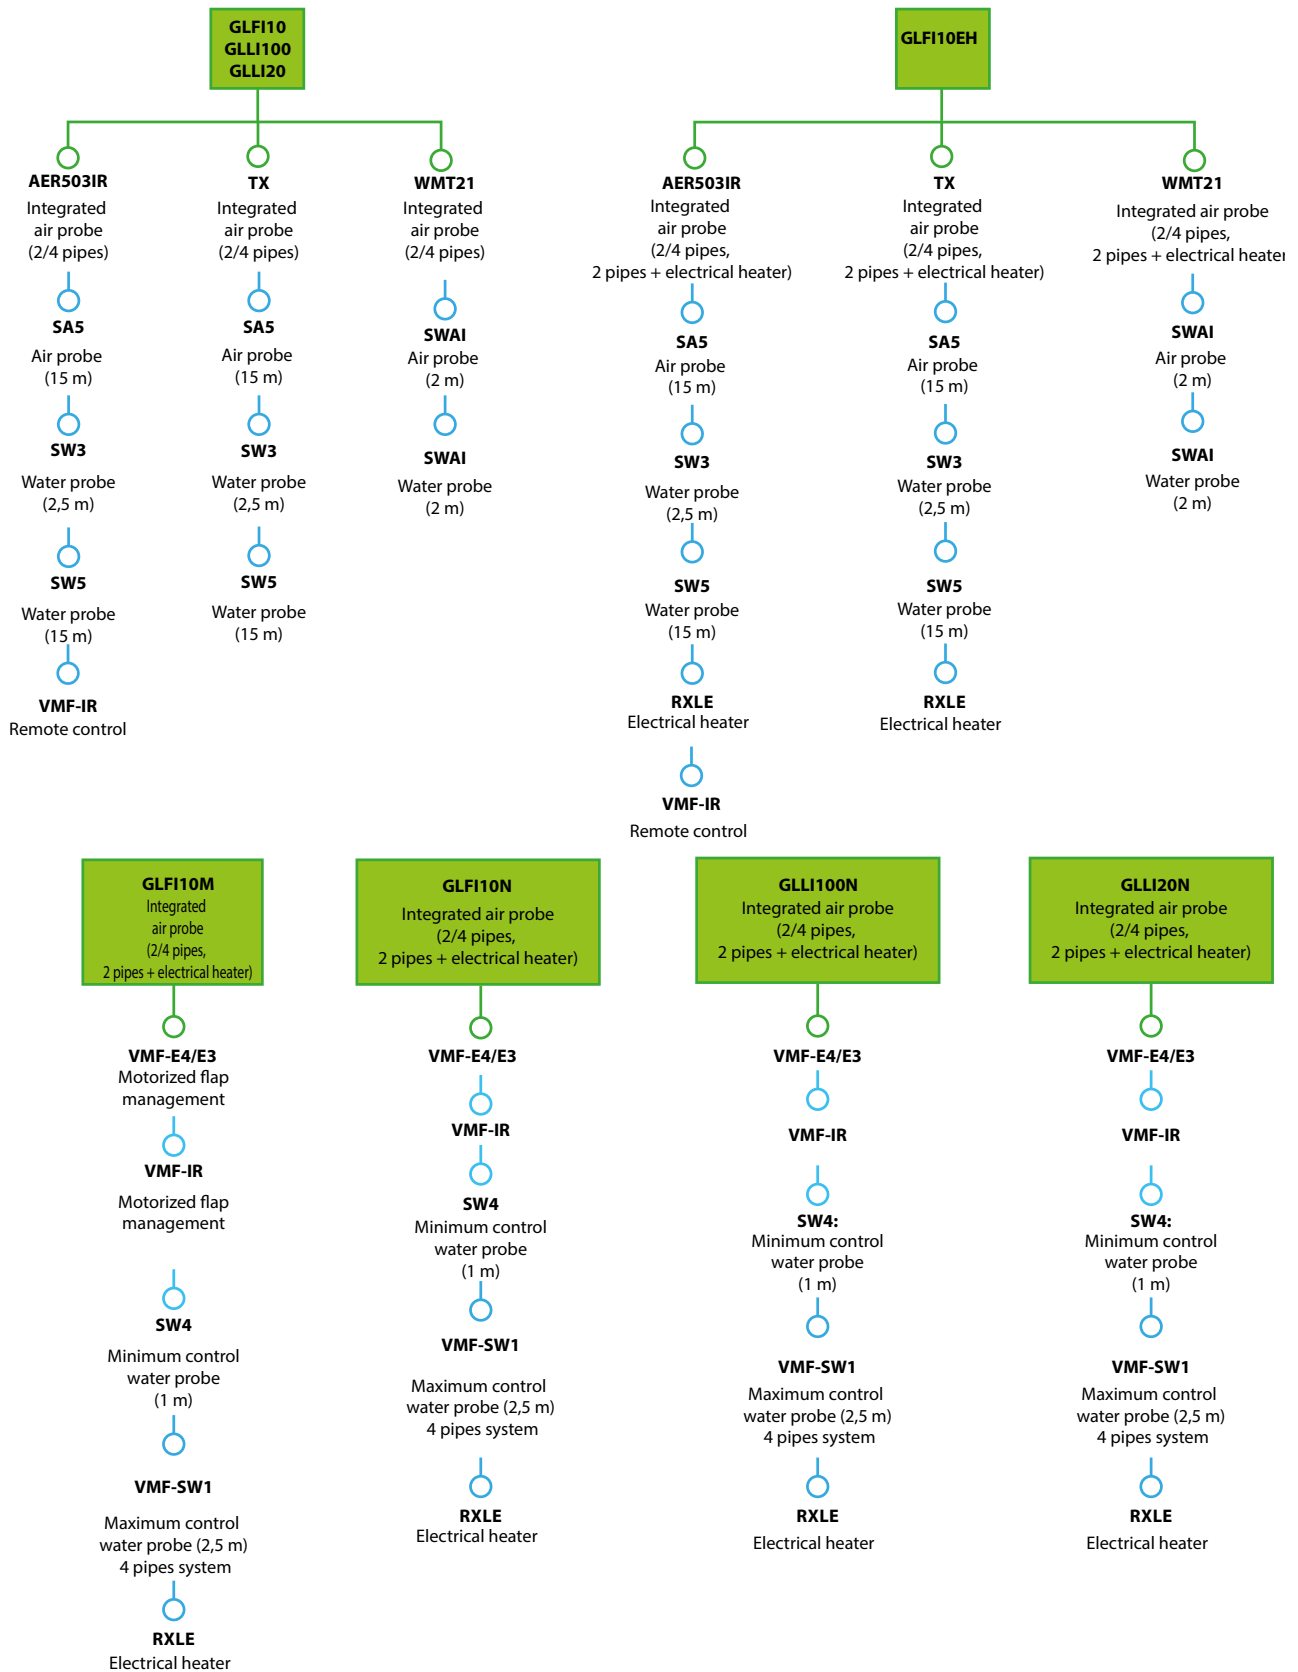 GLFI10
GLLI100
GLLI20
AER503IR
Integrated
air probe
(2/4 pipes)
SA5
Air probe
(15 m)
SW3
Water probe
(2,5 m)
SW5
Water probe
(15 m)
VMF-IR
Remote control
TX
Integrated
air probe
(2/4 pipes)
SA5
Air probe
(15 m)
SW3
Water probe
(2,5 m)
SW5
Water probe
(15 m)
WMT21
Integrated
air probe
(2/4 pipes)
SWAI
Air probe
(2 m)
SWAI
Water probe
(2 m)
GLFI10EH
AER503IR
Integrated
air probe
(2/4 pipes,
2 pipes + electrical heater)
SA5
Air probe
(15 m)
SW3
Water probe
(2,5 m)
SW5
Water probe
(15 m)
RXLE
Electrical heater
VMF-IR
Remote control
TX
Integrated
air probe
(2/4 pipes,
2 pipes + electrical heater)
SA5
Air probe
(15 m)
SW3
Water probe
(2,5 m)
SW5
Water probe
(15 m)
RXLE
Electrical heater
WMT21
Integrated air probe
(2/4 pipes,
2 pipes + electrical heater
SWAI
Air probe
(2 m)
SWAI
Water probe
(2 m)
GLFI10M
Integrated
air probe
(2/4 pipes,
2 pipes + electrical heater)
VMF-E4/E3
Motorized flap
management
VMF-IR
Motorized flap
management
SW4
Minimum control
water probe
(1 m)
VMF-SW1
Maximum control
water probe (2,5 m)
4 pipes system
RXLE
Electrical heater
GLFI10N
Integrated air probe
(2/4 pipes,
2 pipes + electrical heater)
VMF-E4/E3
VMF-IR
SW4
Minimum control
water probe
(1 m)
VMF-SW1
Maximum control
water probe (2,5 m)
4 pipes system
RXLE
Electrical heater
GLLI100N
Integrated air probe
(2/4 pipes,
2 pipes + electrical heater)
VMF-E4/E3
VMF-IR
SW4:
Minimum control
water probe
(1 m)
VMF-SW1
Maximum control
water probe (2,5 m)
4 pipes system
RXLE
Electrical heater
GLLI20N
Integrated air probe
(2/4 pipes,
2 pipes + electrical heater)
VMF-E4/E3
VMF-IR
SW4:
Minimum control
water probe
(1 m)
VMF-SW1
Maximum control
water probe (2,5 m)
4 pipes system
RXLE
Electrical heater